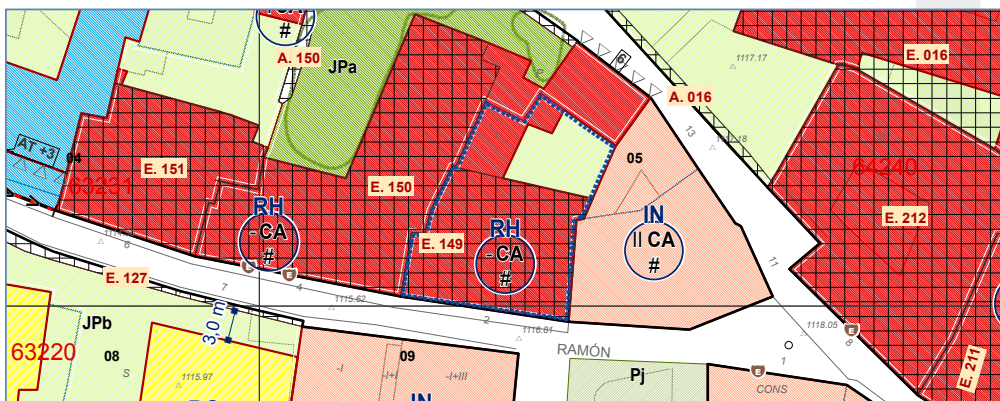 #
A. 150
JPa
6
1117.17
E. 016
A. 016
AT +3
04
63231
E. 151
E. 150
E. 149
RH
- CA
#
RH
- CA
#
05
IN
II CA
#
13
64240
E. 212
E. 127
6
7
4
1115.62
2
1116.81
11
1118.05
8
E. 211
3,0 m
JPb
63220
08
S
1115.97
09
-I
-I+I
-I+III
IN
RAMÓN
Pj
1
CONS
E
E
E
E